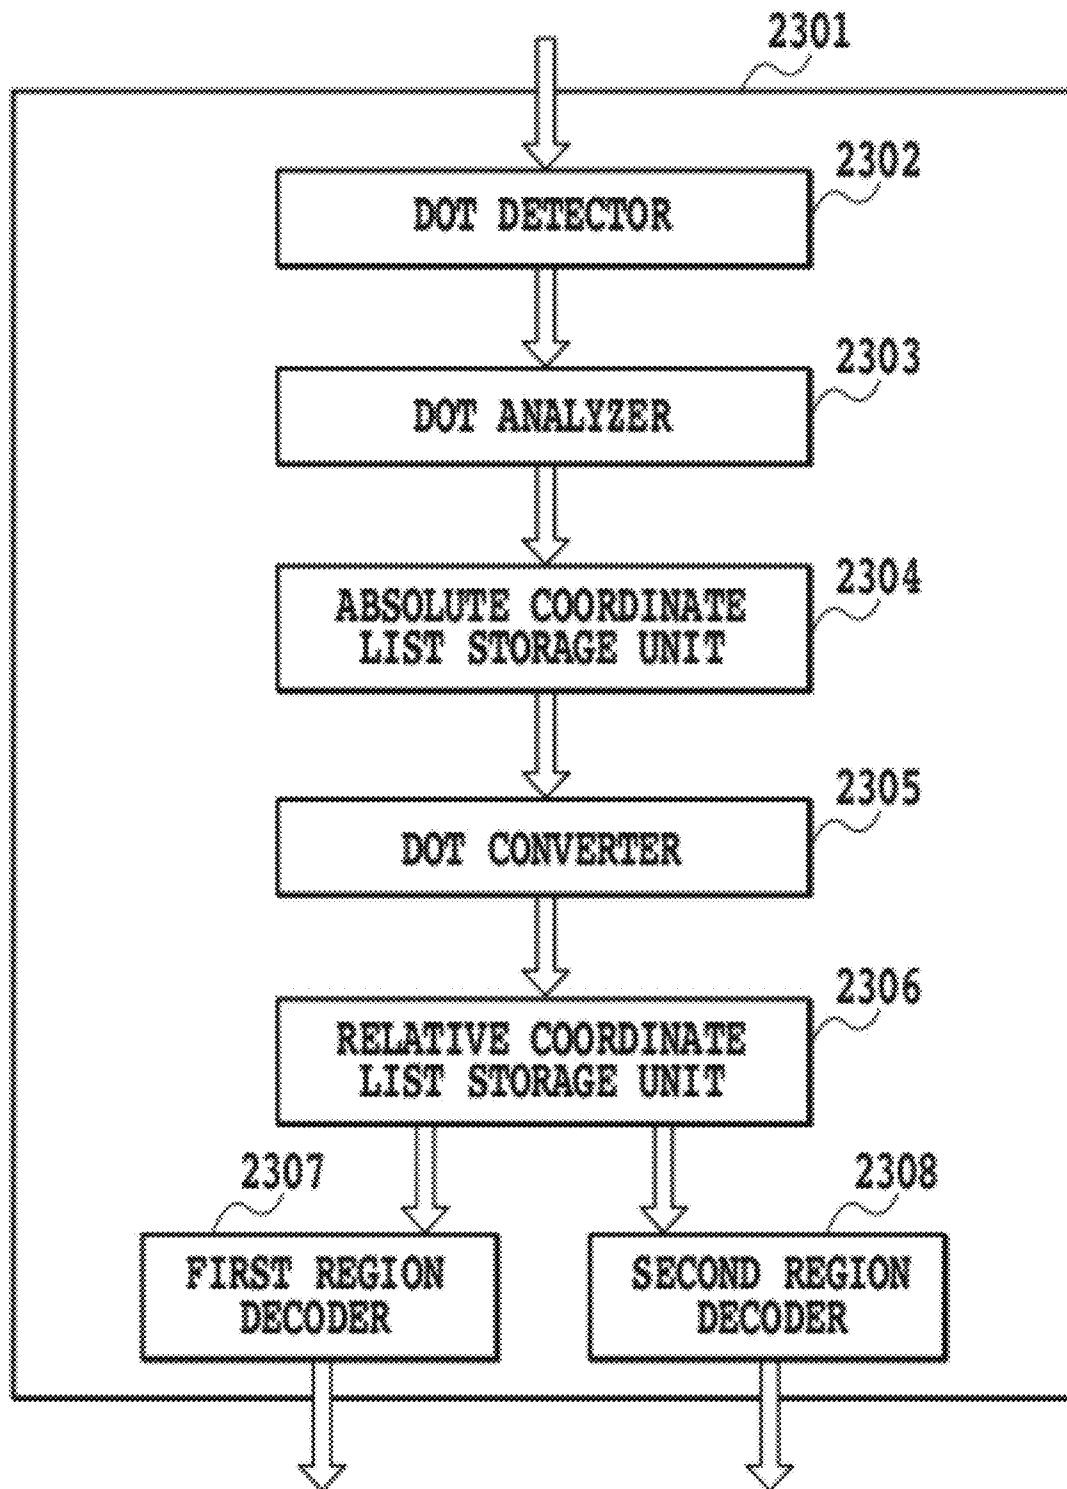 2301
2302
DOT DETECTOR
2303
DOT ANALYZER
2304
ABSOLUTE COORDINATE
LIST STORAGE UNIT
2305
DOT CONVERTER
2306
RELATIVE COORDINATE
LIST STORAGE UNIT
2307
2308
FIRST REGION
DECODER
SECOND REGION
DECODER